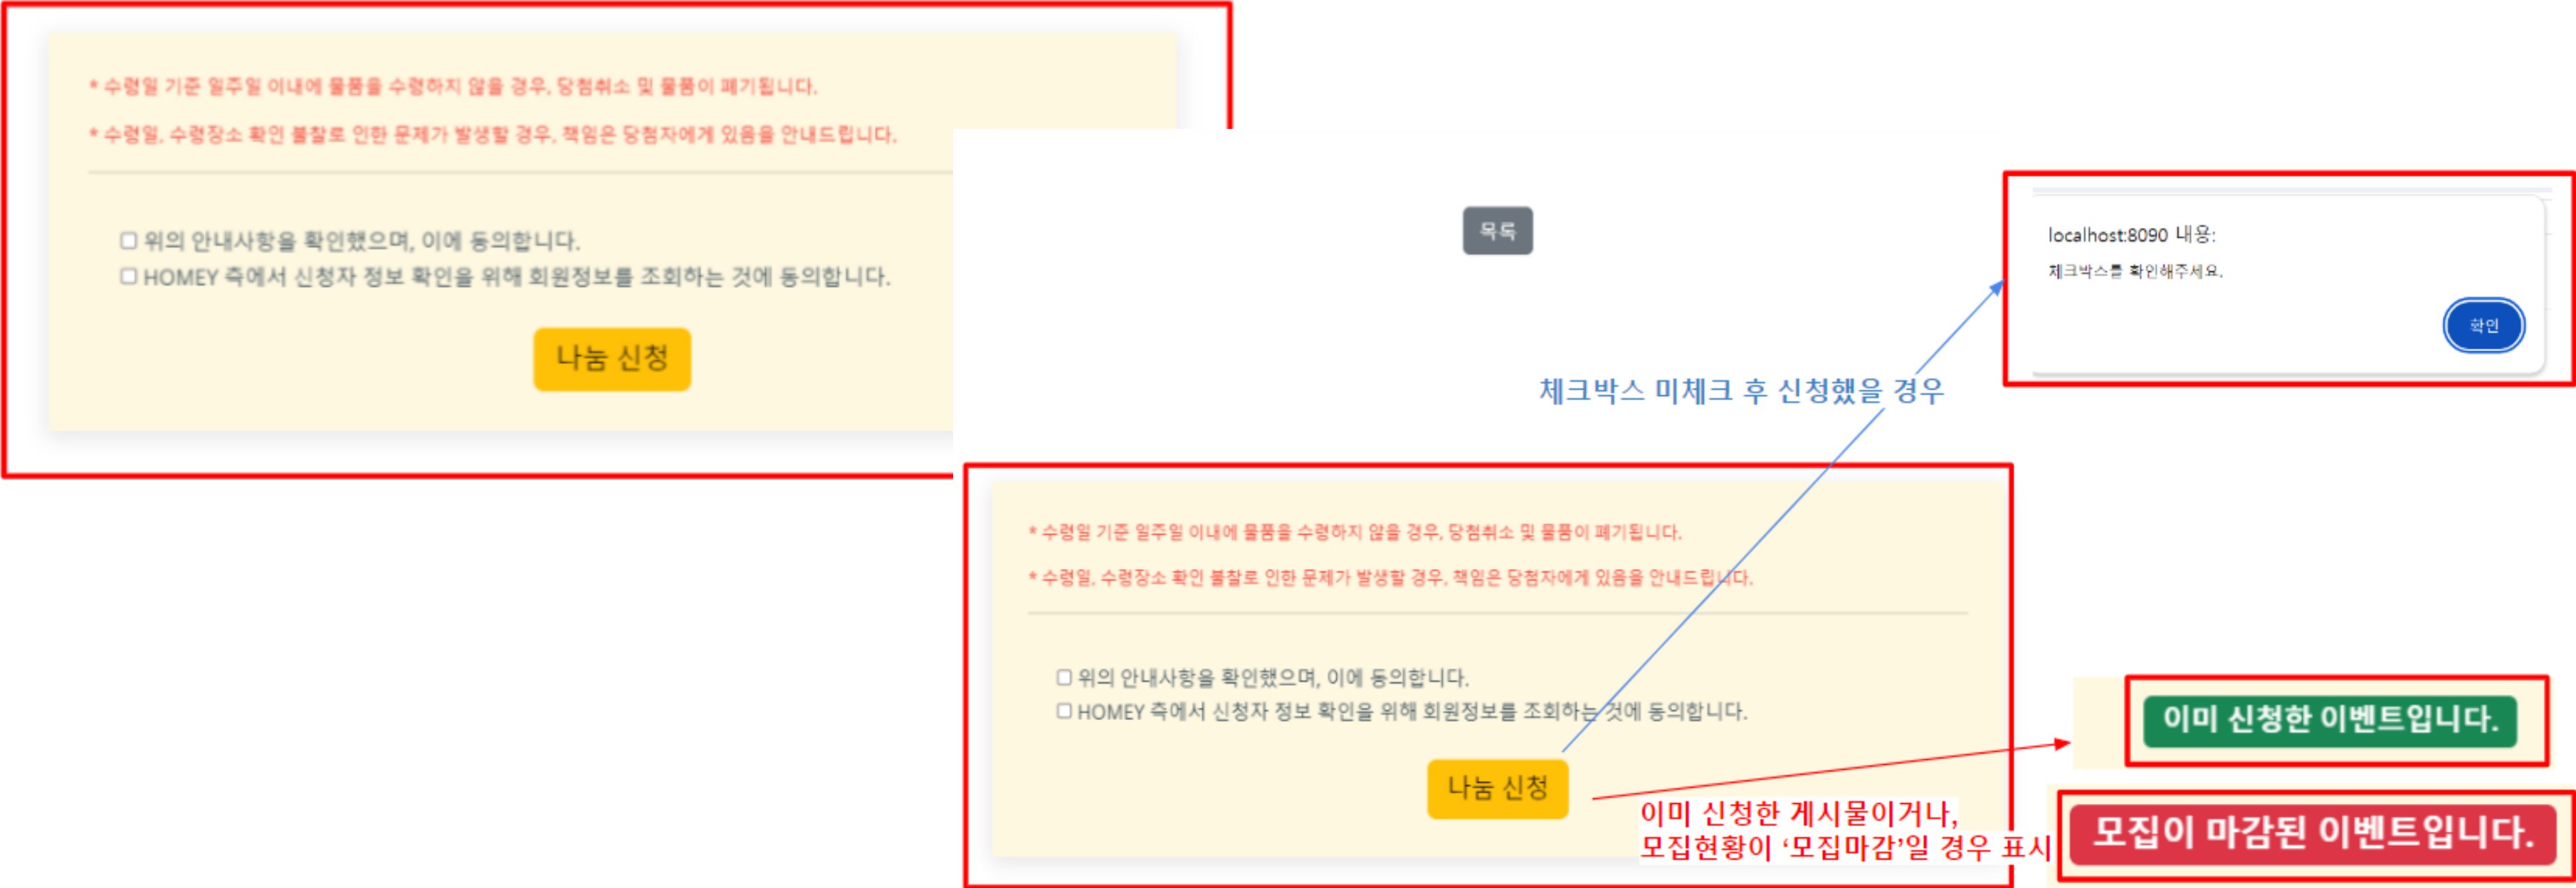 * 수령일 기준 일주일 이내에 물품을 수령하지 않을 경우, 당첨취소 및 물품이 폐기됩니다.
* 수령일, 수령장소 확인 불찰로 인한 문제가 발생할 경우, 책임은 당첨자에게 있음을 안내드립니다.
위의 안내사항을 확인했으며, 이에 동의합니다.
HOMEY 측에서 신청자 정보 확인을 위해 회원정보를 조회하는 것에 동의합니다.
나눔 신청
목록
localhost:8090 내용:
체크박스를 확인해주세요.
확인
체크박스 미체크 후 신청했을 경우
* 수령일 기준 일주일 이내에 물품을 수령하지 않을 경우, 당첨취소 및 물품이 폐기됩니다.
* 수령일, 수령장소 확인 불찰로 인한 문제가 발생할 경우, 책임은 당첨자에게 있음을 안내드립니다.
위의 안내사항을 확인했으며, 이에 동의합니다.
HOMEY 측에서 신청자 정보 확인을 위해 회원정보를 조회하는 것에 동의합니다.
나눔 신청
이미 신청한 게시물이거나,
모집현황이 ‘모집마감’일 경우 표시
이미 신청한 이벤트입니다.
모집이 마감된 이벤트입니다.